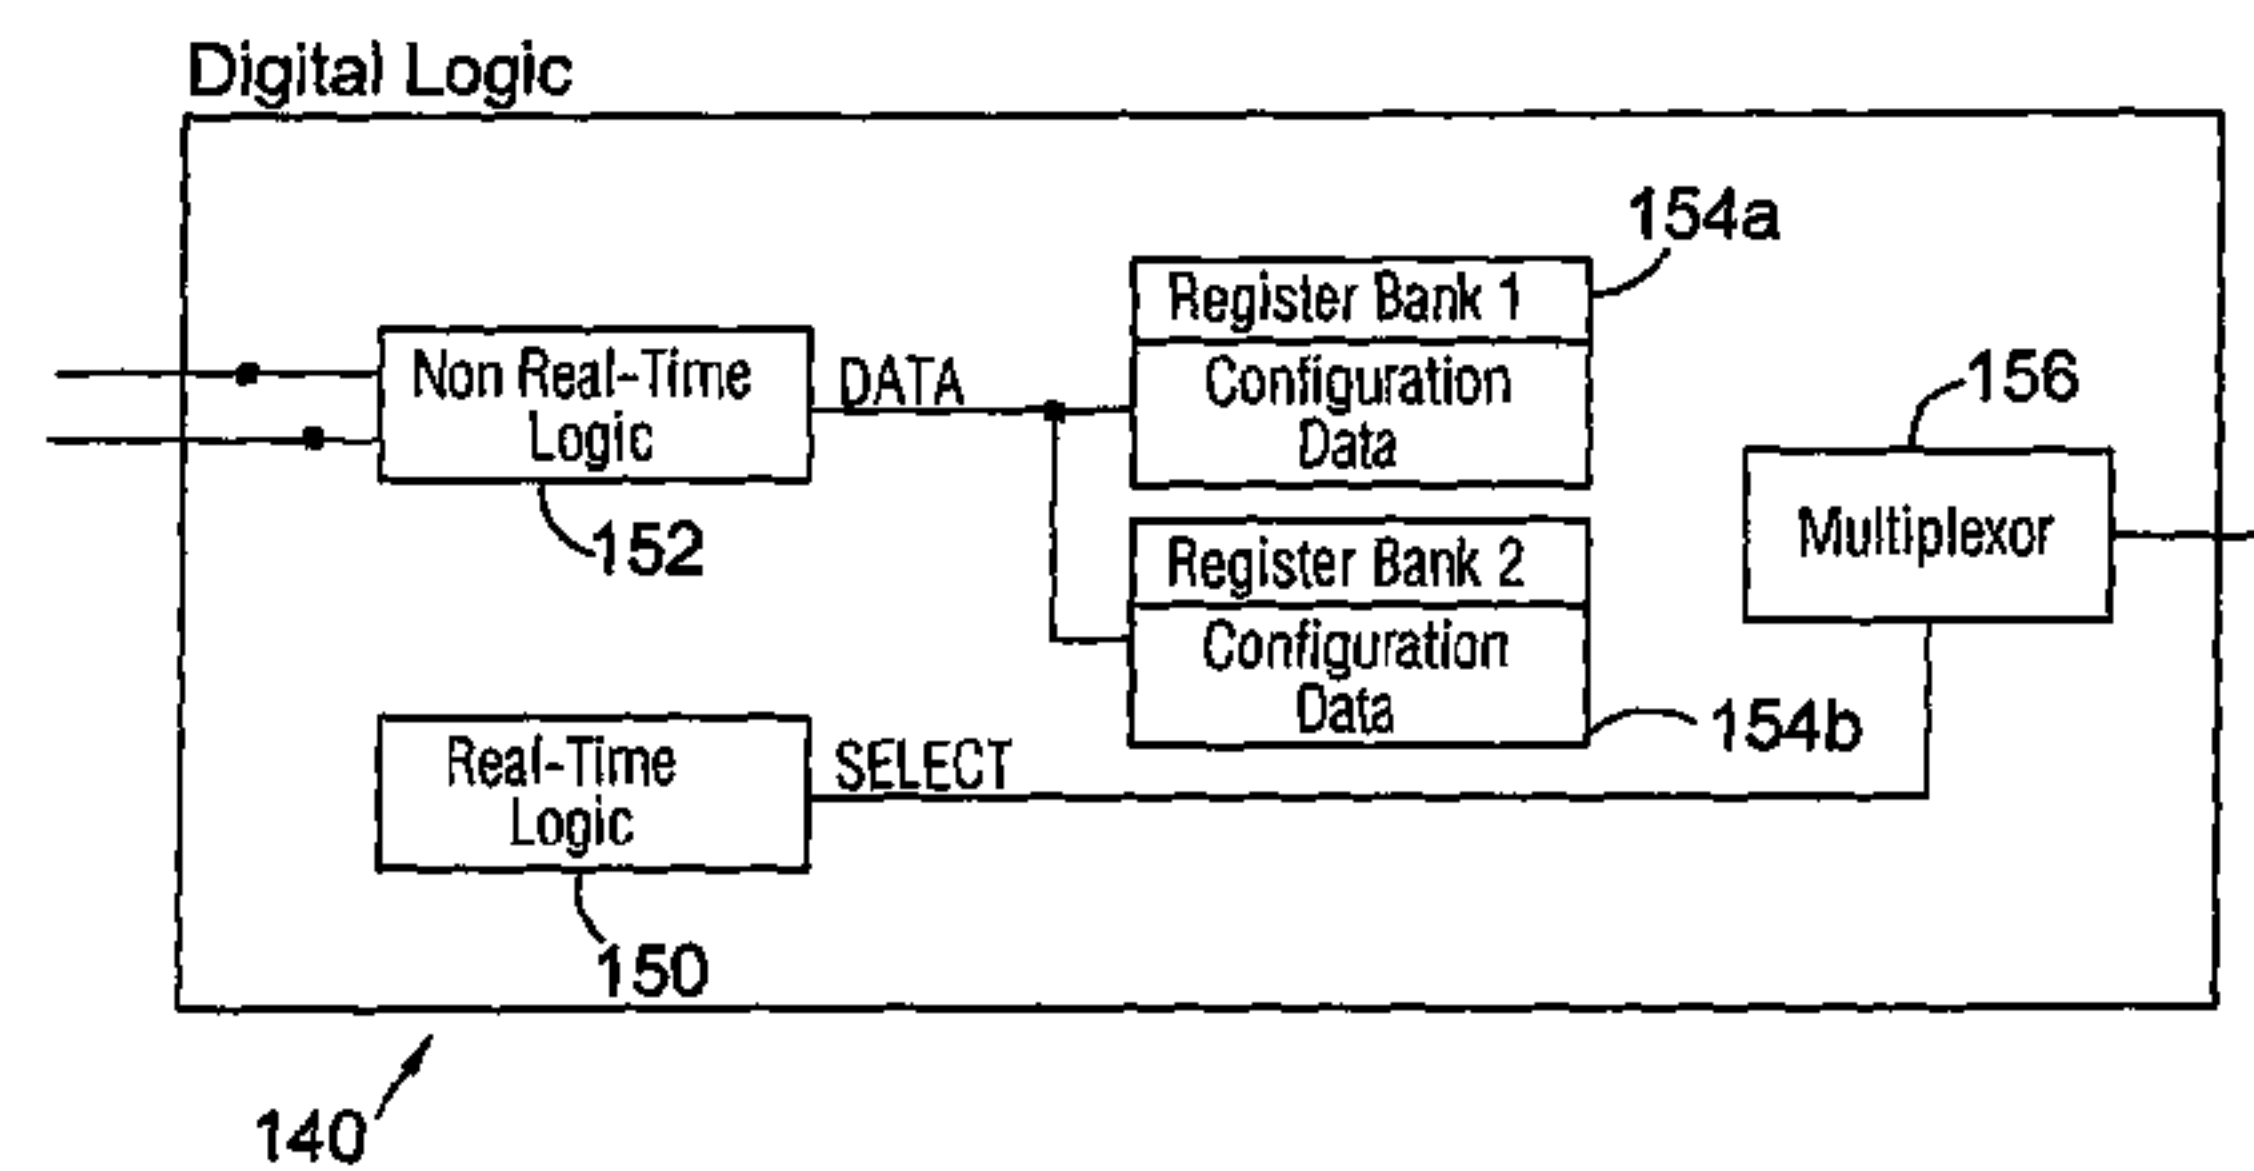 Digital Logic
154a
Register Bank 1
Configuration
Data
Non Real-Time
Logic
DATA
156
Multiplexor
152
Register Bank 2
Configuration
Data
154b
Real-Time
Logic
SELECT
150
140